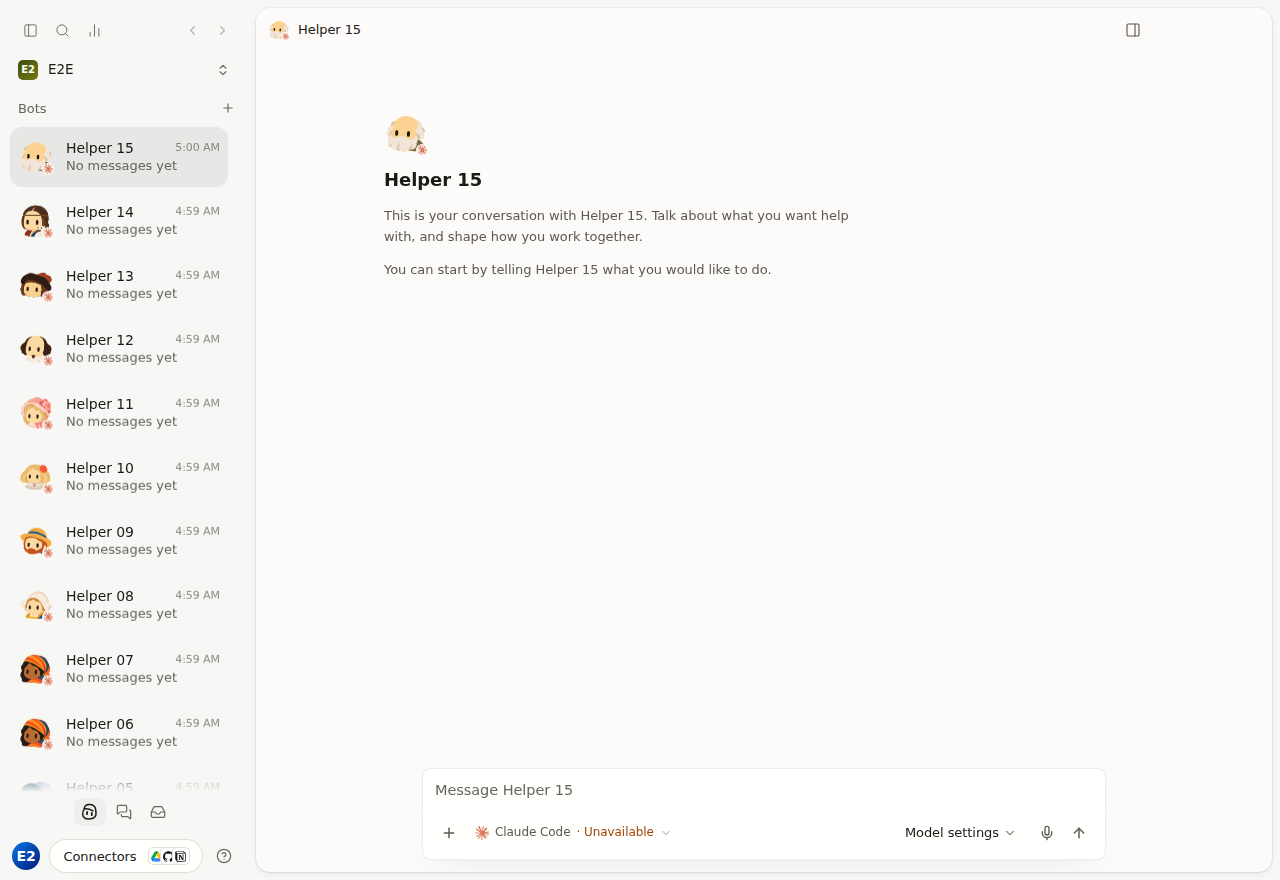 E2 E2E
Bots
Helper 15 5:00 AM
No messages yet
Helper 14 4:59 AM
No messages yet
Helper 13 4:59 AM
No messages yet
Helper 12 4:59 AM
No messages yet
Helper 11 4:59 AM
No messages yet
Helper 10 4:59 AM
No messages yet
Helper 09 4:59 AM
No messages yet
Helper 08 4:59 AM
No messages yet
Helper 07 4:59 AM
No messages yet
Helper 06 4:59 AM
No messages yet
Helper 05 4:59 AM
E2 Connectors
Helper 15
Helper 15
This is your conversation with Helper 15. Talk about what you want help
with, and shape how you work together.
You can start by telling Helper 15 what you would like to do.
Message Helper 15
Claude Code · Unavailable Model settings